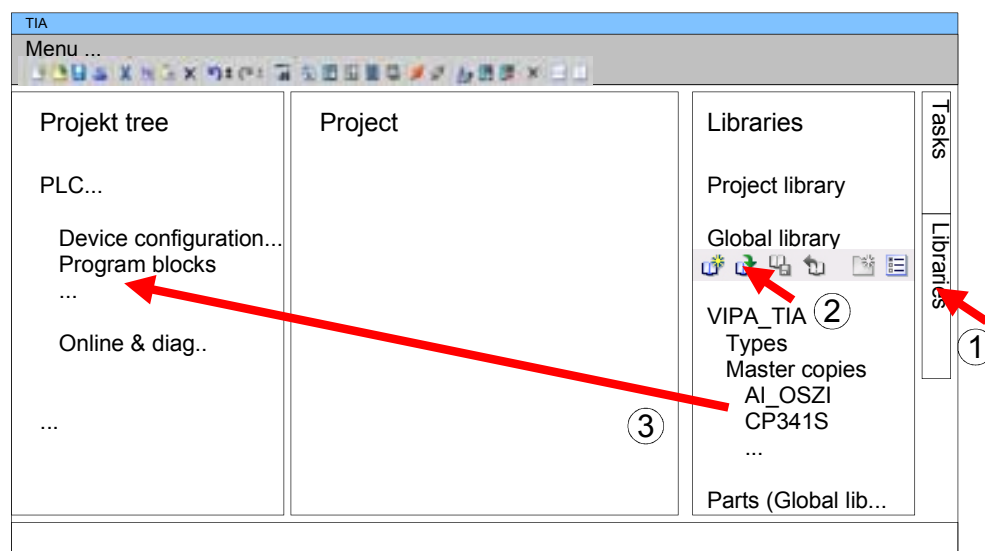 TIA
Menu ...
Projekt tree
PLC...
Device configuration...
Program blocks
...
Online & diag..
...
Project
③
Libraries
Project library
Global library
②
VIPA_TIA
Types
Master copies
AI_OSZI
CP341S
...
Parts (Global lib...
Tasks
Libraries
①